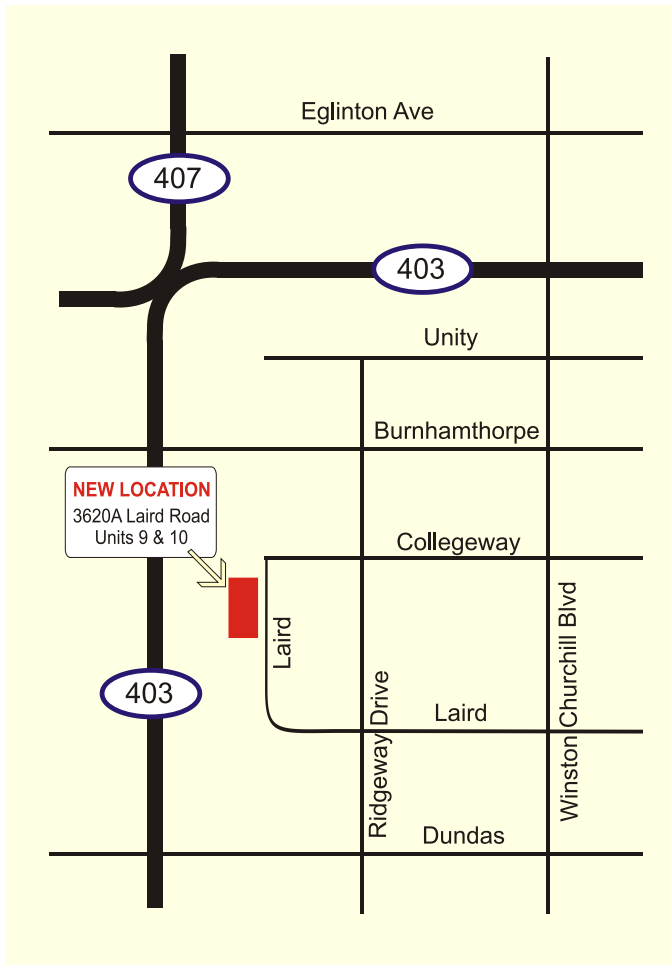 Eglinton Ave
407
403
Unity
Burnhamthorpe
NEW LOCATION
3620A Laird Road
Units 9 & 10
Collegeway
Laird
403
Laird
Ridgeway Drive
Winston Churchill Blvd
Dundas